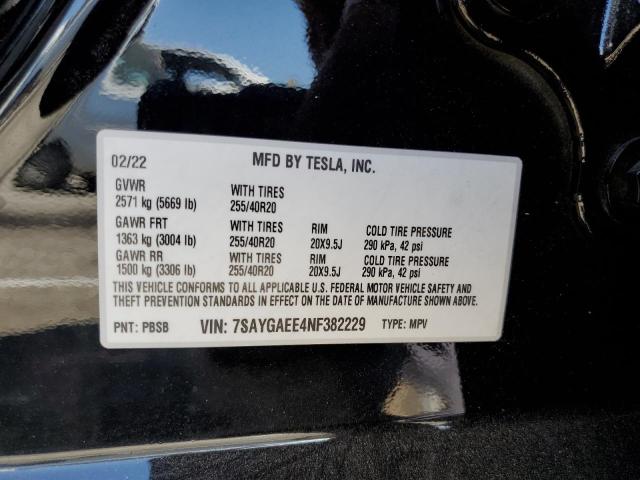 02/22 MFD BY TESLA, INC.
GVWR WITH TIRES
2571 kg (5669 lb) 255/40R20
GAWR FRT WITH TIRES RIM COLD TIRE PRESSURE
1363 kg (3004 lb) 255/40R20 20X9.5J 290 kPa, 42 psi
GAWR RR WITH TIRES RIM COLD TIRE PRESSURE
1500 kg (3306 lb) 255/40R20 20X9.5J 290 kPa, 42 psi
THIS VEHICLE CONFORMS TO ALL APPLICABLE U.S. FEDERAL MOTOR VEHICLE SAFETY AND
THEFT PREVENTION STANDARDS IN EFFECT ON THE DATE OF MANUFACTURE SHOWN ABOVE.
PNT: PBSB VIN: 7SAYGAEE4NF382229 TYPE: MPV